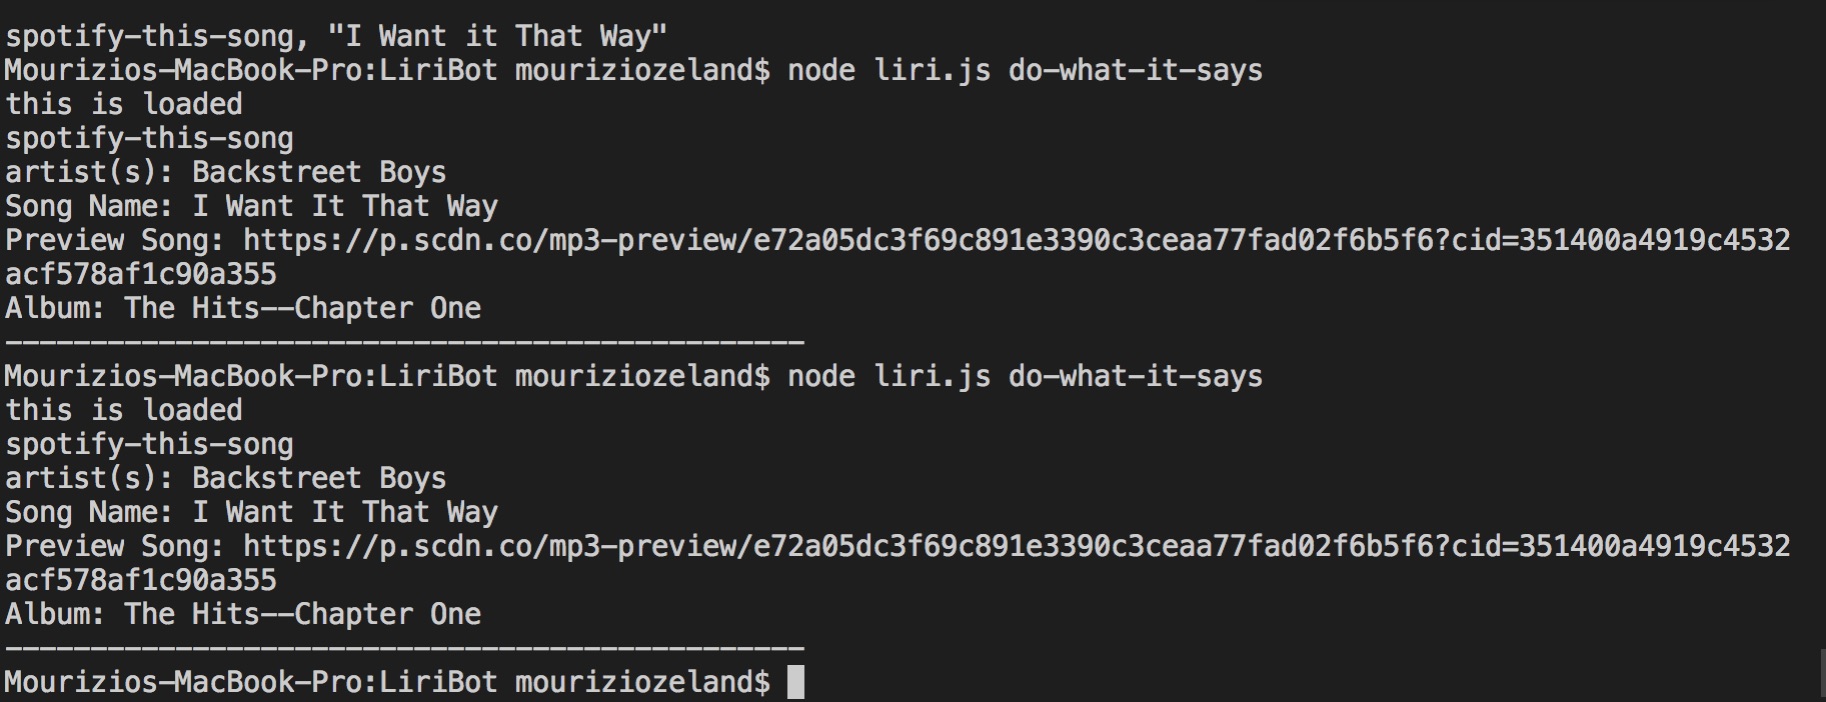 spotify-this-song, "I Want it That Way"
Mourizios-MacBook-Pro:LiriBot mouriziozeland$ node liri.js do-what-it-says
this is loaded
spotify-this-song
artist(s): Backstreet Boys
Song Name: I Want It That Way
Preview Song: https://p.scdn.co/mp3-preview/e72a05dc3f69c891e3390c3ceaa77fad02f6b5f6?cid=351400a4919c4532
acf578af1c90a355
Album: The Hits--Chapter One
-----------------------------------------------
Mourizios-MacBook-Pro:LiriBot mouriziozeland$ node liri.js do-what-it-says
this is loaded
spotify-this-song
artist(s): Backstreet Boys
Song Name: I Want It That Way
Preview Song: https://p.scdn.co/mp3-preview/e72a05dc3f69c891e3390c3ceaa77fad02f6b5f6?cid=351400a4919c4532
acf578af1c90a355
Album: The Hits--Chapter One
-----------------------------------------------
Mourizios-MacBook-Pro:LiriBot mouriziozeland$